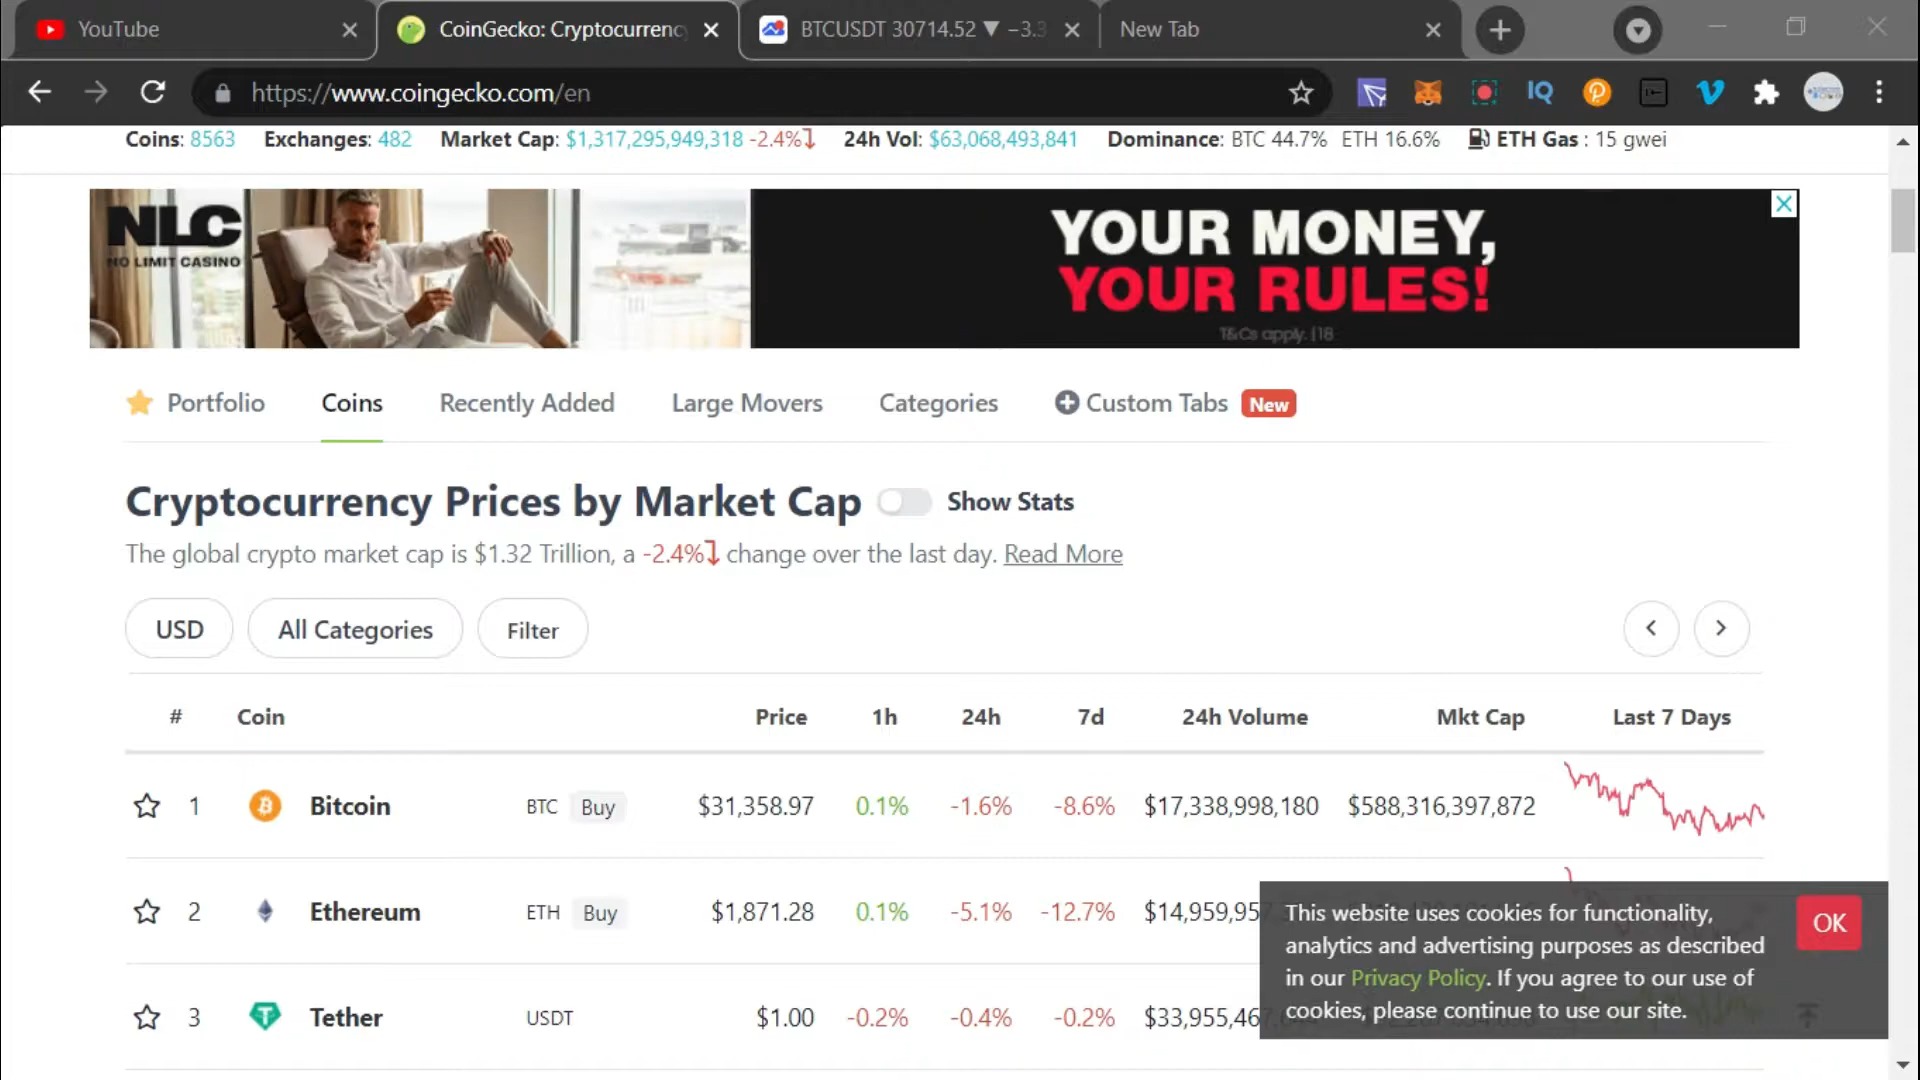 YouTube
CoinGecko: Cryptocurrenc
BTCUSDT 30714.52 ▼ −3.3
New Tab
https://www.coingecko.com/en
IQ
Coins: 8563 Exchanges: 482 Market Cap: $1,317,295,949,318 -2.4% 24h Vol: $63,068,493,841 Dominance: BTC 44.7% ETH 16.6% ETH Gas : 15 gwei
NLC
NO LIMIT CASINO
YOUR MONEY,
YOUR RULES!
T&Cs apply. |18
Portfolio Coins Recently Added Large Movers Categories Custom Tabs New
Cryptocurrency Prices by Market Cap Show Stats
The global crypto market cap is $1.32 Trillion, a -2.4% change over the last day. Read More
USD All Categories Filter
# Coin Price 1h 24h 7d 24h Volume Mkt Cap Last 7 Days
1 Bitcoin BTC Buy $31,358.97 0.1% -1.6% -8.6% $17,338,998,180 $588,316,397,872
2 Ethereum ETH Buy $1,871.28 0.1% -5.1% -12.7% $14,959,957
3 Tether USDT $1.00 -0.2% -0.4% -0.2% $33,955,467
This website uses cookies for functionality,
analytics and advertising purposes as described
in our Privacy Policy. If you agree to our use of
cookies, please continue to use our site.
OK